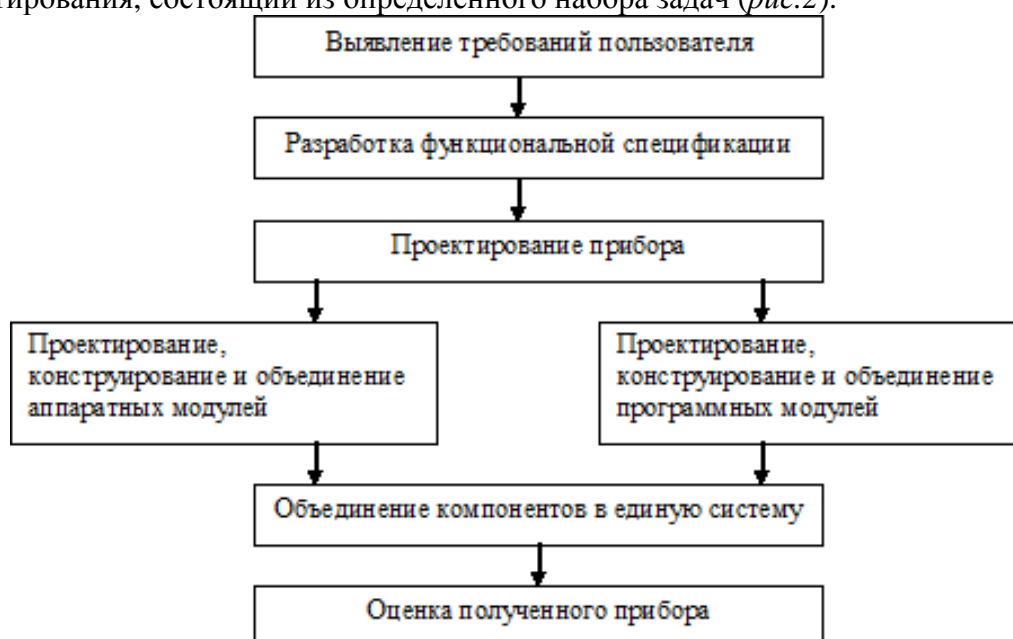 тирования, состоящий из определенного набора задач (рис.2).
Выявление требований пользователя
Разработка функциональной спецификации
Проектирование прибора
Проектирование,
конструирование и объединение
аппаратных модулей
Проектирование,
конструирование и объединение
программных модулей
Объединение компонентов в единую систему
Оценка полученного прибора